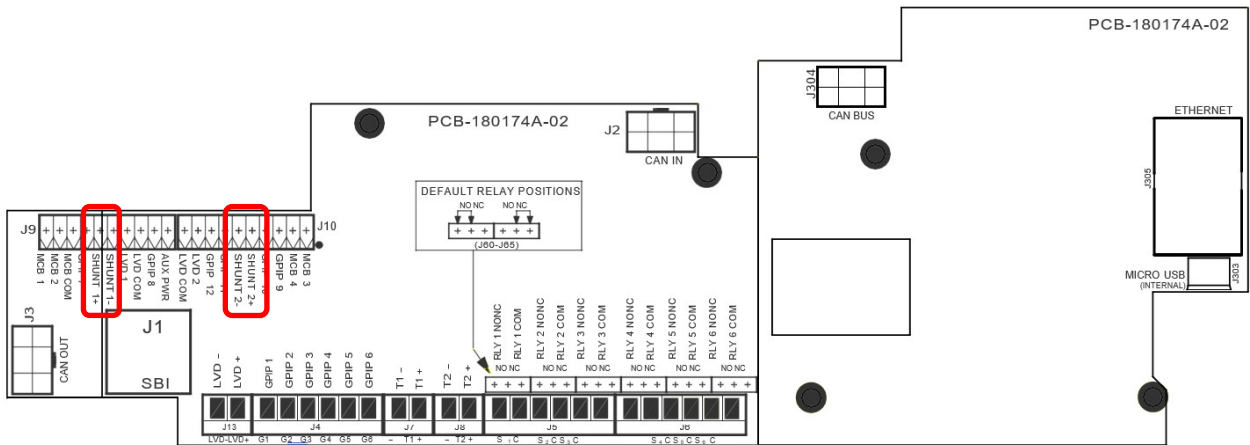 PCB-180174A-02
PCB-180174A-02
J304
CAN BUS
ETHERNET
J305
J2
CAN IN
DEFAULT RELAY POSITIONS
NO NC
NO NC
(J60-J65)
J9
J10
MCB 1
MCB 2
MCB COM
SHUNT 1+
SHUNT 1-
LVD 1
LVD COM
GPIP 8
AUX PWR
LVD COM
LVD 2
GPIP 12
SHUNT 2-
SHUNT 2+
GPIP 9
MCB 4
MCB 3
MICRO USB
(INTERNAL)
J303
J3
CAN OUT
J1
SBI
LVD –
LVD +
GPIP 1
GPIP 2
GPIP 3
GPIP 4
GPIP 5
GPIP 6
T1 –
T1 +
T2 –
T2 +
RLY 1 NONC
RLY 1 COM
RLY 2 NONC
RLY 2 COM
RLY 3 NONC
RLY 3 COM
RLY 4 NONC
RLY 4 COM
RLY 5 NONC
RLY 5 COM
RLY 6 NONC
RLY 6 COM
NO NC
NO NC
NO NC
NO NC
NO NC
NO NC
J13
J4
J7
J8
J5
J6
LVD-LVD+
G1 G2 G3 G4 G5 G6
– T1 +
– T2 +
S 1 C
S 2 C S 3 C
S 4 C S 5 C S 6 C